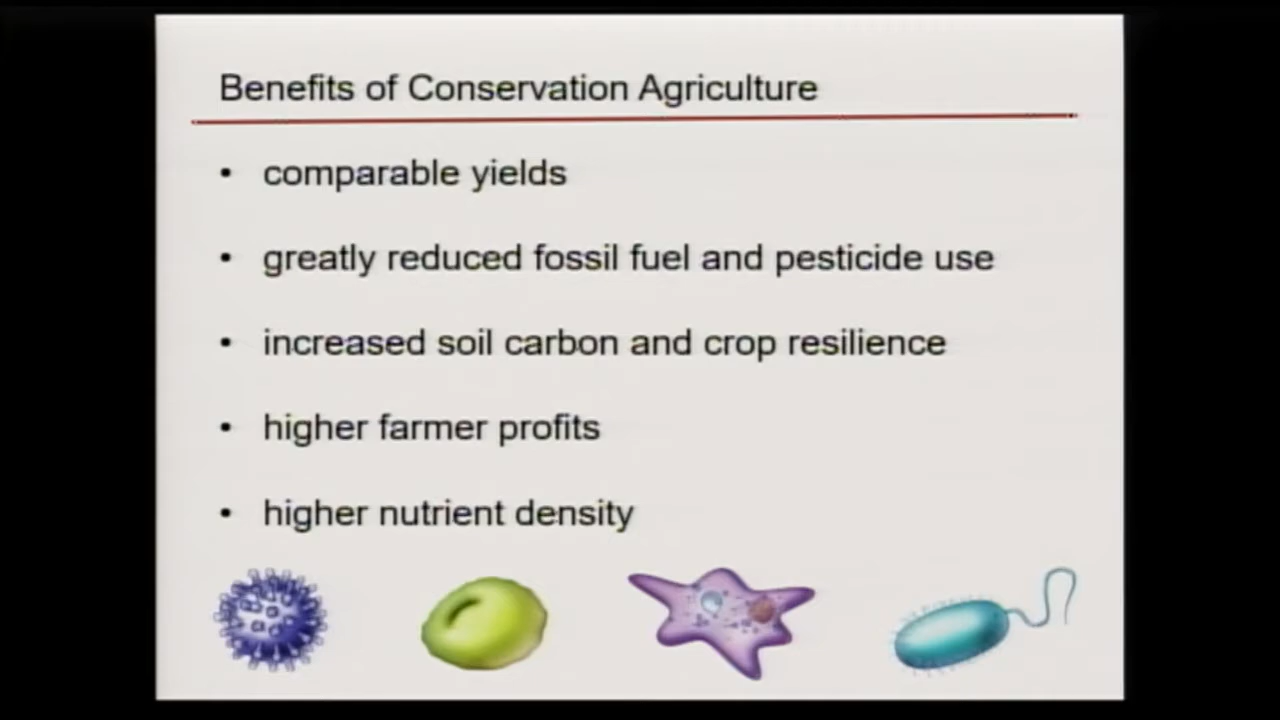 Benefits of Conservation Agriculture
• comparable yields
• greatly reduced fossil fuel and pesticide use
• increased soil carbon and crop resilience
• higher farmer profits
• higher nutrient density